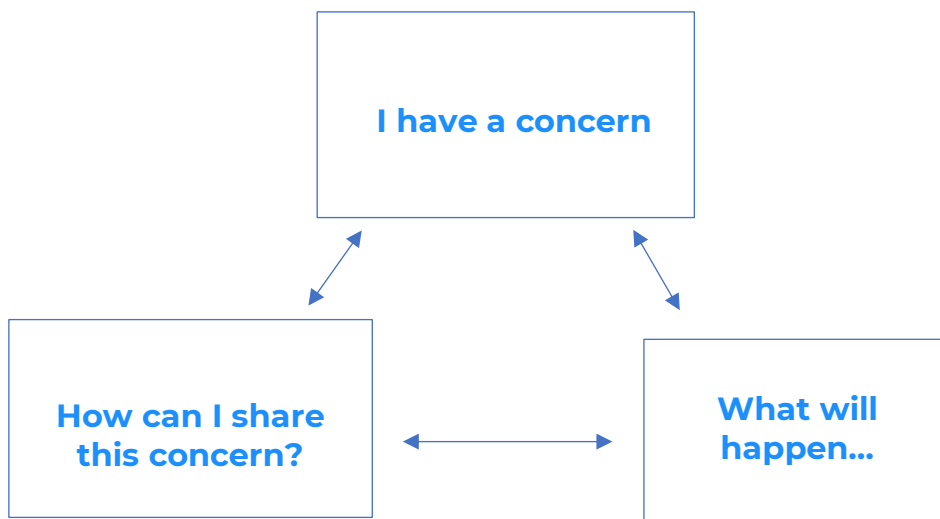 I have a concern
How can I share
this concern?
What will
happen...